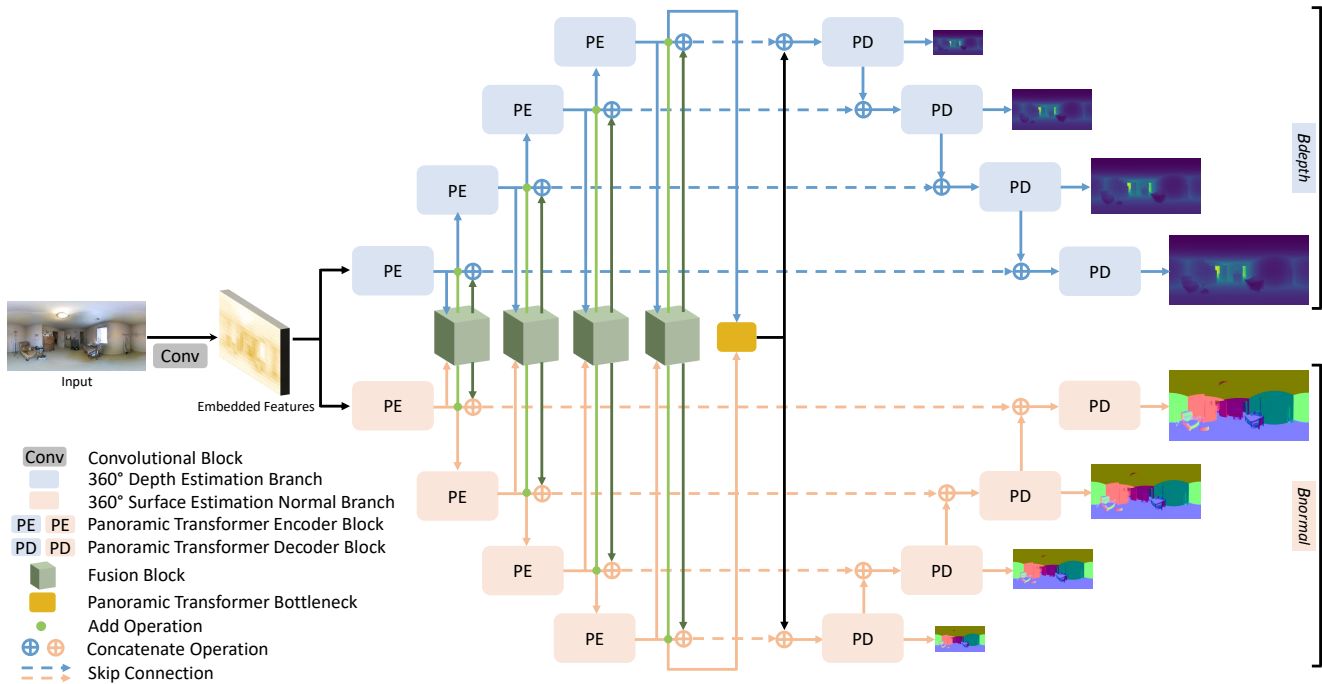 PE
PD
PE
PD
PE
PD
Bdepth
PE
PD
Conv
Input
Embedded Features
PE
PD
PE
PD
PE
PD
PE
PD
Bnormal
Conv Convolutional Block
360° Depth Estimation Branch
360° Surface Estimation Normal Branch
PE PE Panoramic Transformer Encoder Block
PD PD Panoramic Transformer Decoder Block
Fusion Block
Panoramic Transformer Bottleneck
Add Operation
Concatenate Operation
Skip Connection